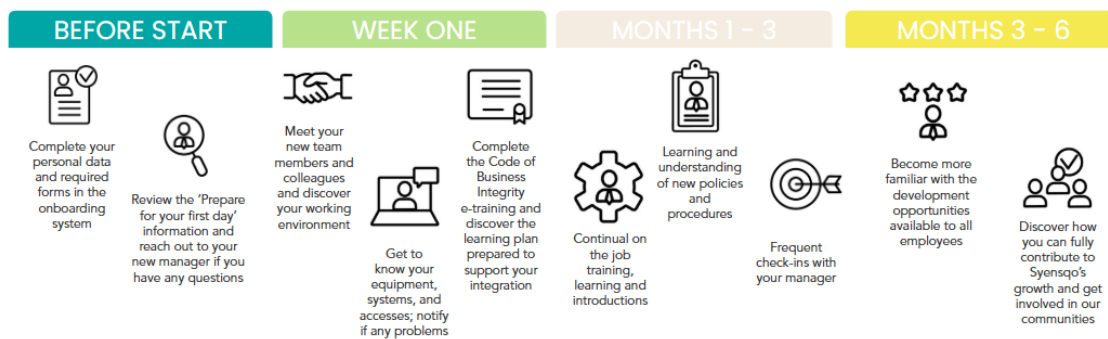 BEFORE START
Complete your
personal data
and required
forms in the
onboarding
system
Review the ‘Prepare
for your first day’
information and
reach out to your
new manager if you
have any questions
WEEK ONE
Meet your
new team
members and
colleagues
and discover
your working
environment
Get to
know your
equipment,
systems, and
accesses; notify
if any problems
Complete
the Code of
Business
Integrity
e-training and
discover the
learning plan
prepared to
support your
integration
MONTHS 1 - 3
Continual on
the job
training,
learning and
introductions
Learning and
understanding
of new policies
and
procedures
Frequent
check-ins with
your manager
MONTHS 3 - 6
Become more
familiar with the
development
opportunities
available to all
employees
Discover how
you can fully
contribute to
Syensqo’s
growth and get
involved in our
communities